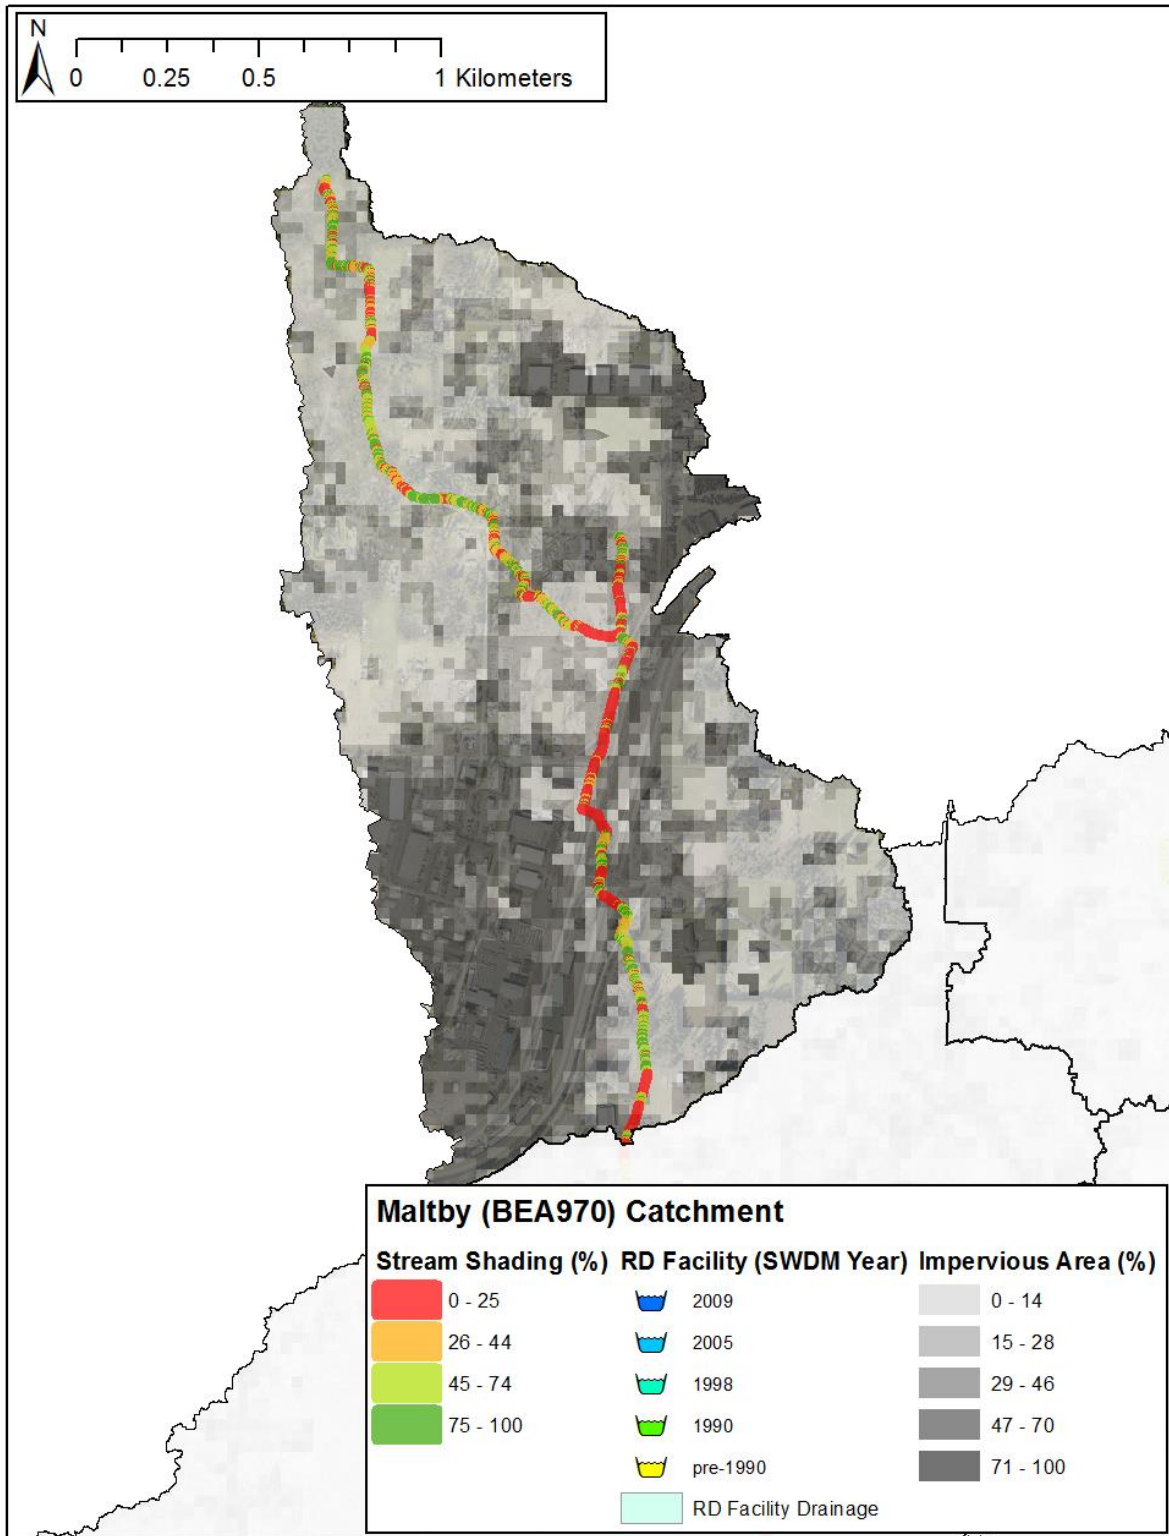 N
0 0.25 0.5 1 Kilometers
Maltby (BEA970) Catchment
Stream Shading (%) RD Facility (SWDM Year) Impervious Area (%)
0 - 25 2009 0 - 14
26 - 44 2005 15 - 28
45 - 74 1998 29 - 46
75 - 100 1990 47 - 70
pre-1990 71 - 100
RD Facility Drainage